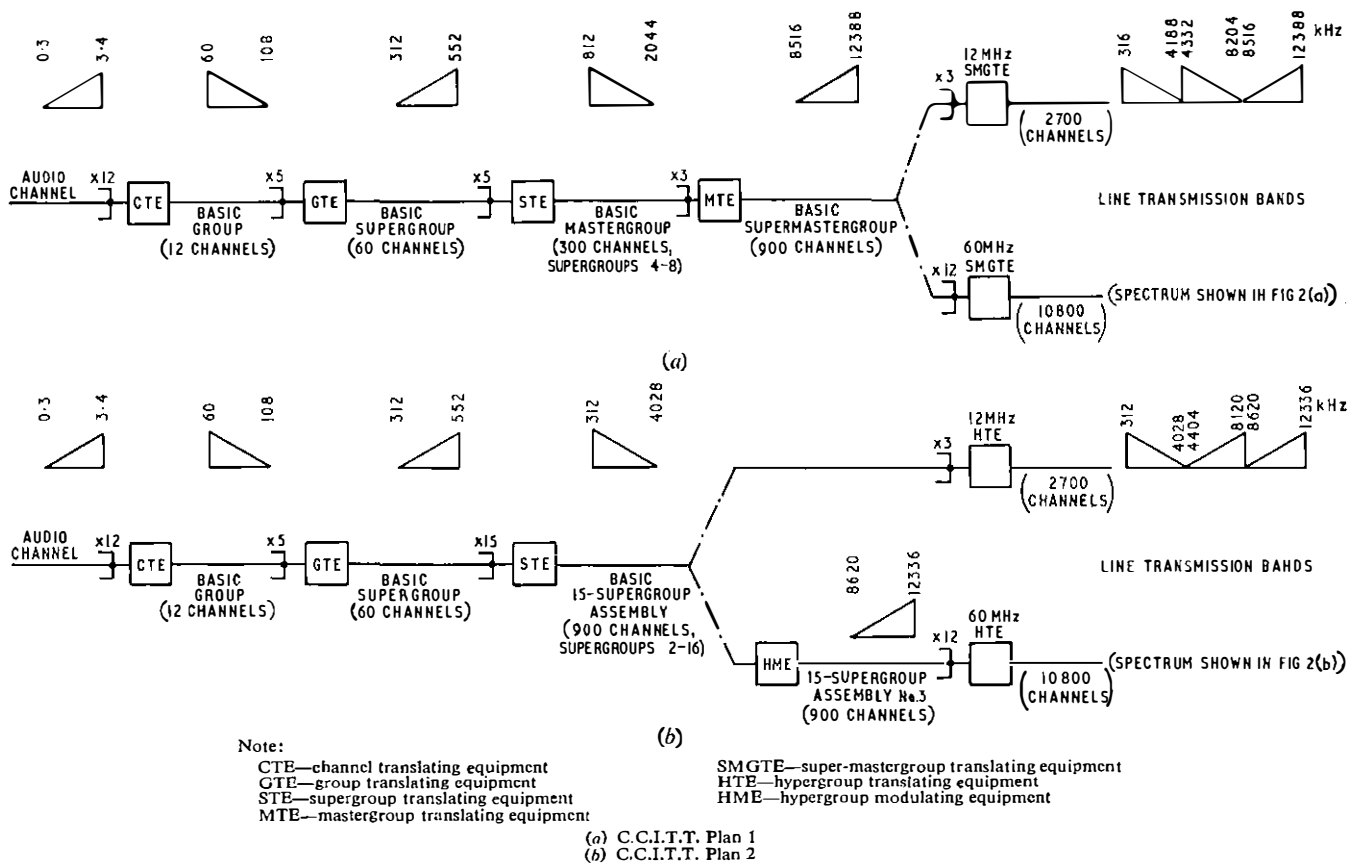 0·3 3·4
60 108
312 552
812 2044
8516 12388
316 4188 4332 8204 8516 12388 kHz
12MHz
SMGTE
x3
(2700
CHANNELS)
AUDIO
CHANNEL
x12
CTE
BASIC
GROUP
(12 CHANNELS)
x5
GTE
BASIC
SUPERGROUP
(60 CHANNELS)
x5
STE
BASIC
MASTERGROUP
(300 CHANNELS,
SUPERGROUPS 4-8)
x3
MTE
BASIC
SUPERMASTERGROUP
(900 CHANNELS)
LINE TRANSMISSION BANDS
60MHz
SMGTE
x12
(10800
CHANNELS)
(SPECTRUM SHOWN IN FIG 2(a))
(a)
0·3 3·4
60 108
312 552
312 4028
312 4028 4404 8120 8620 12336 kHz
12MHz
HTE
x3
(2700
CHANNELS)
AUDIO
CHANNEL
x12
CTE
BASIC
GROUP
(12 CHANNELS)
x5
GTE
BASIC
SUPERGROUP
(60 CHANNELS)
x15
STE
BASIC
15-SUPERGROUP
ASSEMBLY
(900 CHANNELS,
SUPERGROUPS 2-16)
LINE TRANSMISSION BANDS
8620 12336
HME
15-SUPERGROUP
ASSEMBLY No.3
(900 CHANNELS)
x12
60MHz
HTE
(10800
CHANNELS)
(SPECTRUM SHOWN IN FIG 2(b))
(b)
Note:
CTE—channel translating equipment
GTE—group translating equipment
STE—supergroup translating equipment
MTE—mastergroup translating equipment
SMGTE—super-mastergroup translating equipment
HTE—hypergroup translating equipment
HME—hypergroup modulating equipment
(a) C.C.I.T.T. Plan 1
(b) C.C.I.T.T. Plan 2